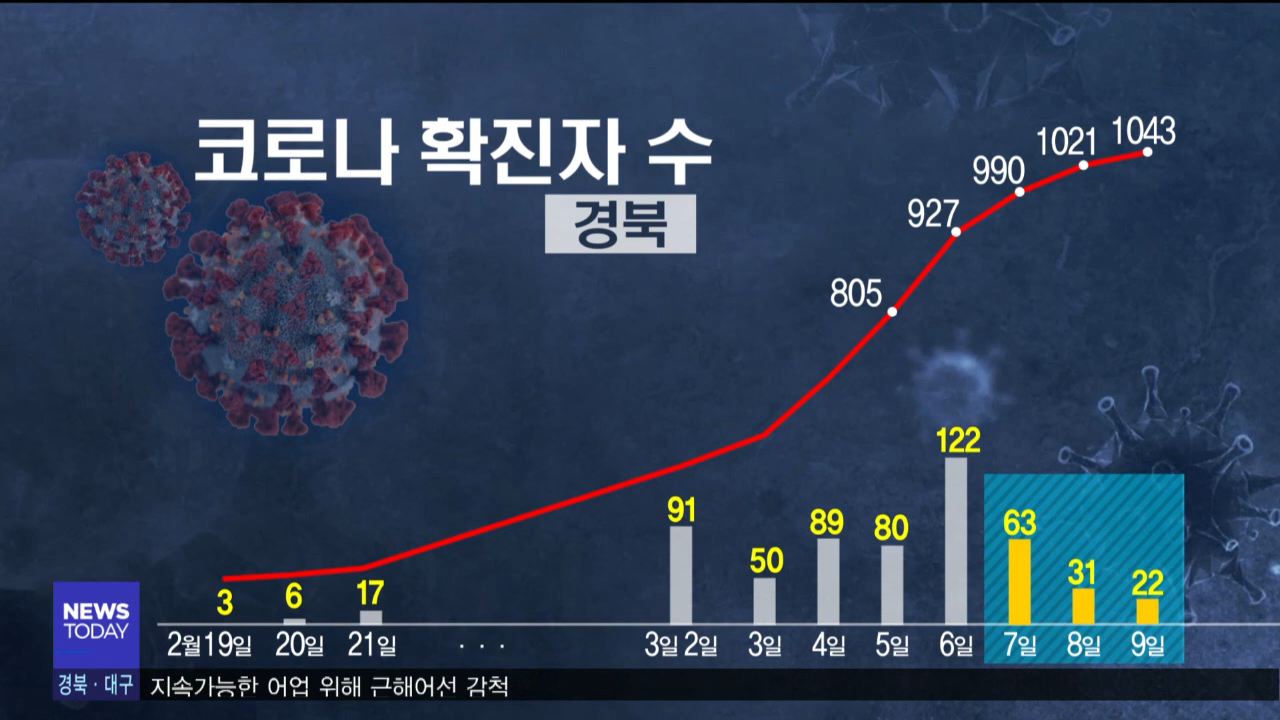 코로나 확진자 수
경북
805
927
990
1021
1043
3
6
17
91
50
89
80
122
63
31
22
2월19일 20일 21일 · · · 3일 2일 3일 4일 5일 6일 7일 8일 9일
NEWS
TODAY
경북·대구
지속가능한 어업 위해 근해어선 감척